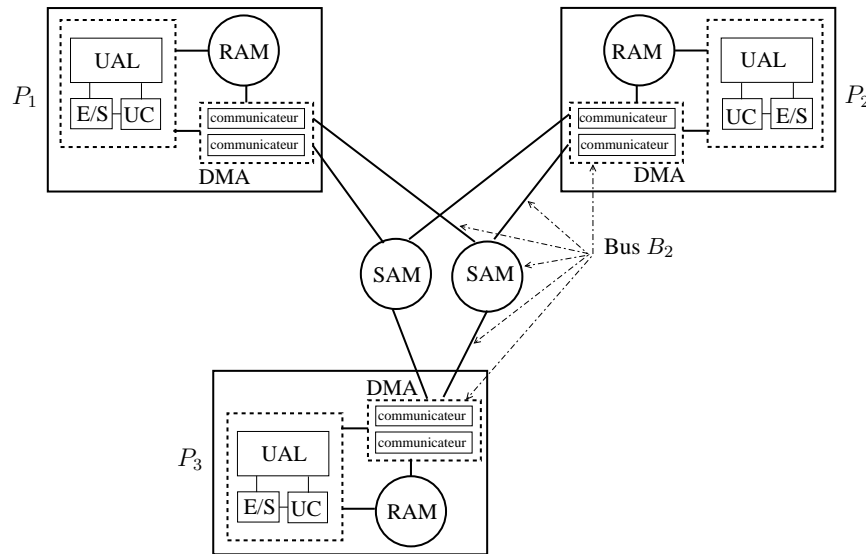 UAL
RAM
P₁
E/S
UC
communicateur
communicateur
DMA
RAM
UAL
communicateur
communicateur
UC
E/S
P₂
DMA
SAM
SAM
Bus B₂
DMA
communicateur
communicateur
P₃
UAL
E/S
UC
RAM